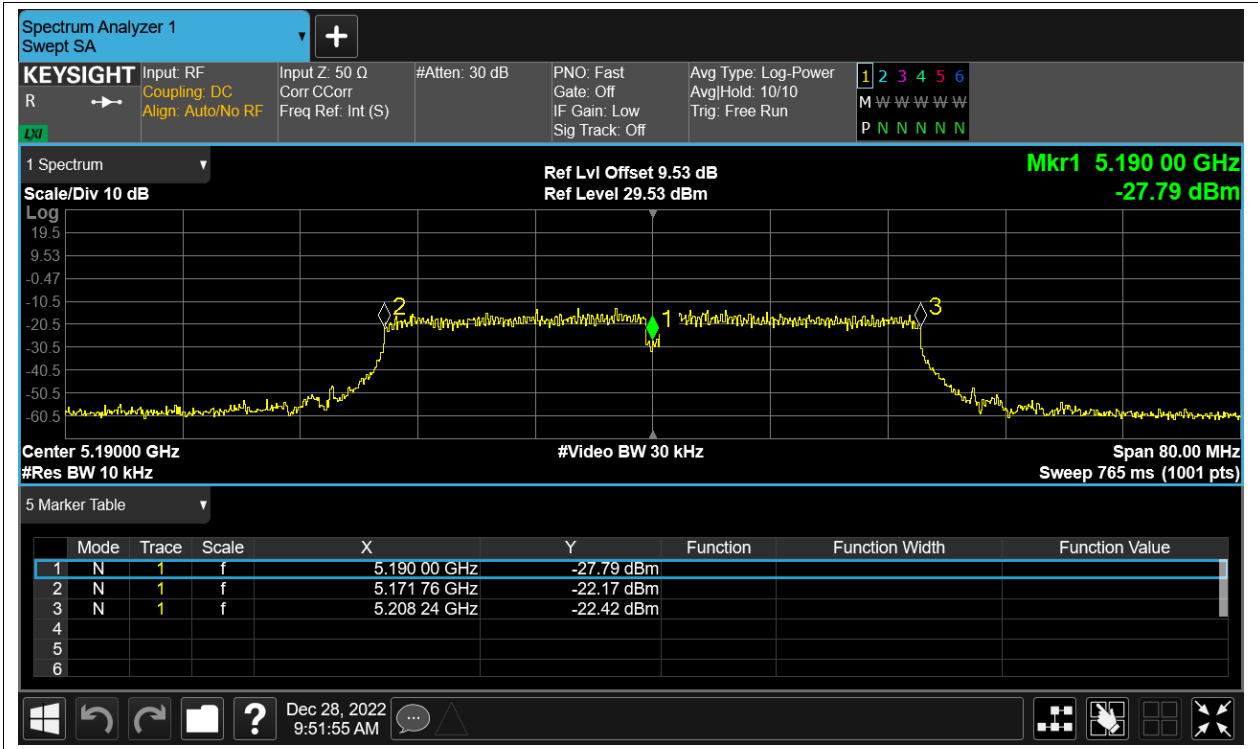 Spectrum Analyzer 1
Swept SA
KEYSIGHT
R
LXI
Input: RF
Coupling: DC
Align: Auto/No RF
Input Z: 50 Ω
Corr CCorr
Freq Ref: Int (S)
#Atten: 30 dB
PNO: Fast
Gate: Off
IF Gain: Low
Sig Track: Off
Avg Type: Log-Power
Avg|Hold: 10/10
Trig: Free Run
1 2 3 4 5 6
M W W W W W
P N N N N N
1 Spectrum
Scale/Div 10 dB
Ref Lvl Offset 9.53 dB
Ref Level 29.53 dBm
Mkr1 5.190 00 GHz
-27.79 dBm
Log
19.5
9.53
-0.47
-10.5
-20.5
-30.5
-40.5
-50.5
-60.5
2
1
3
Center 5.19000 GHz
#Res BW 10 kHz
#Video BW 30 kHz
Span 80.00 MHz
Sweep 765 ms (1001 pts)
5 Marker Table
Mode Trace Scale X Y Function Function Width Function Value
1 N 1 f 5.190 00 GHz -27.79 dBm
2 N 1 f 5.171 76 GHz -22.17 dBm
3 N 1 f 5.208 24 GHz -22.42 dBm
4
5
6
?
Dec 28, 2022
9:51:55 AM